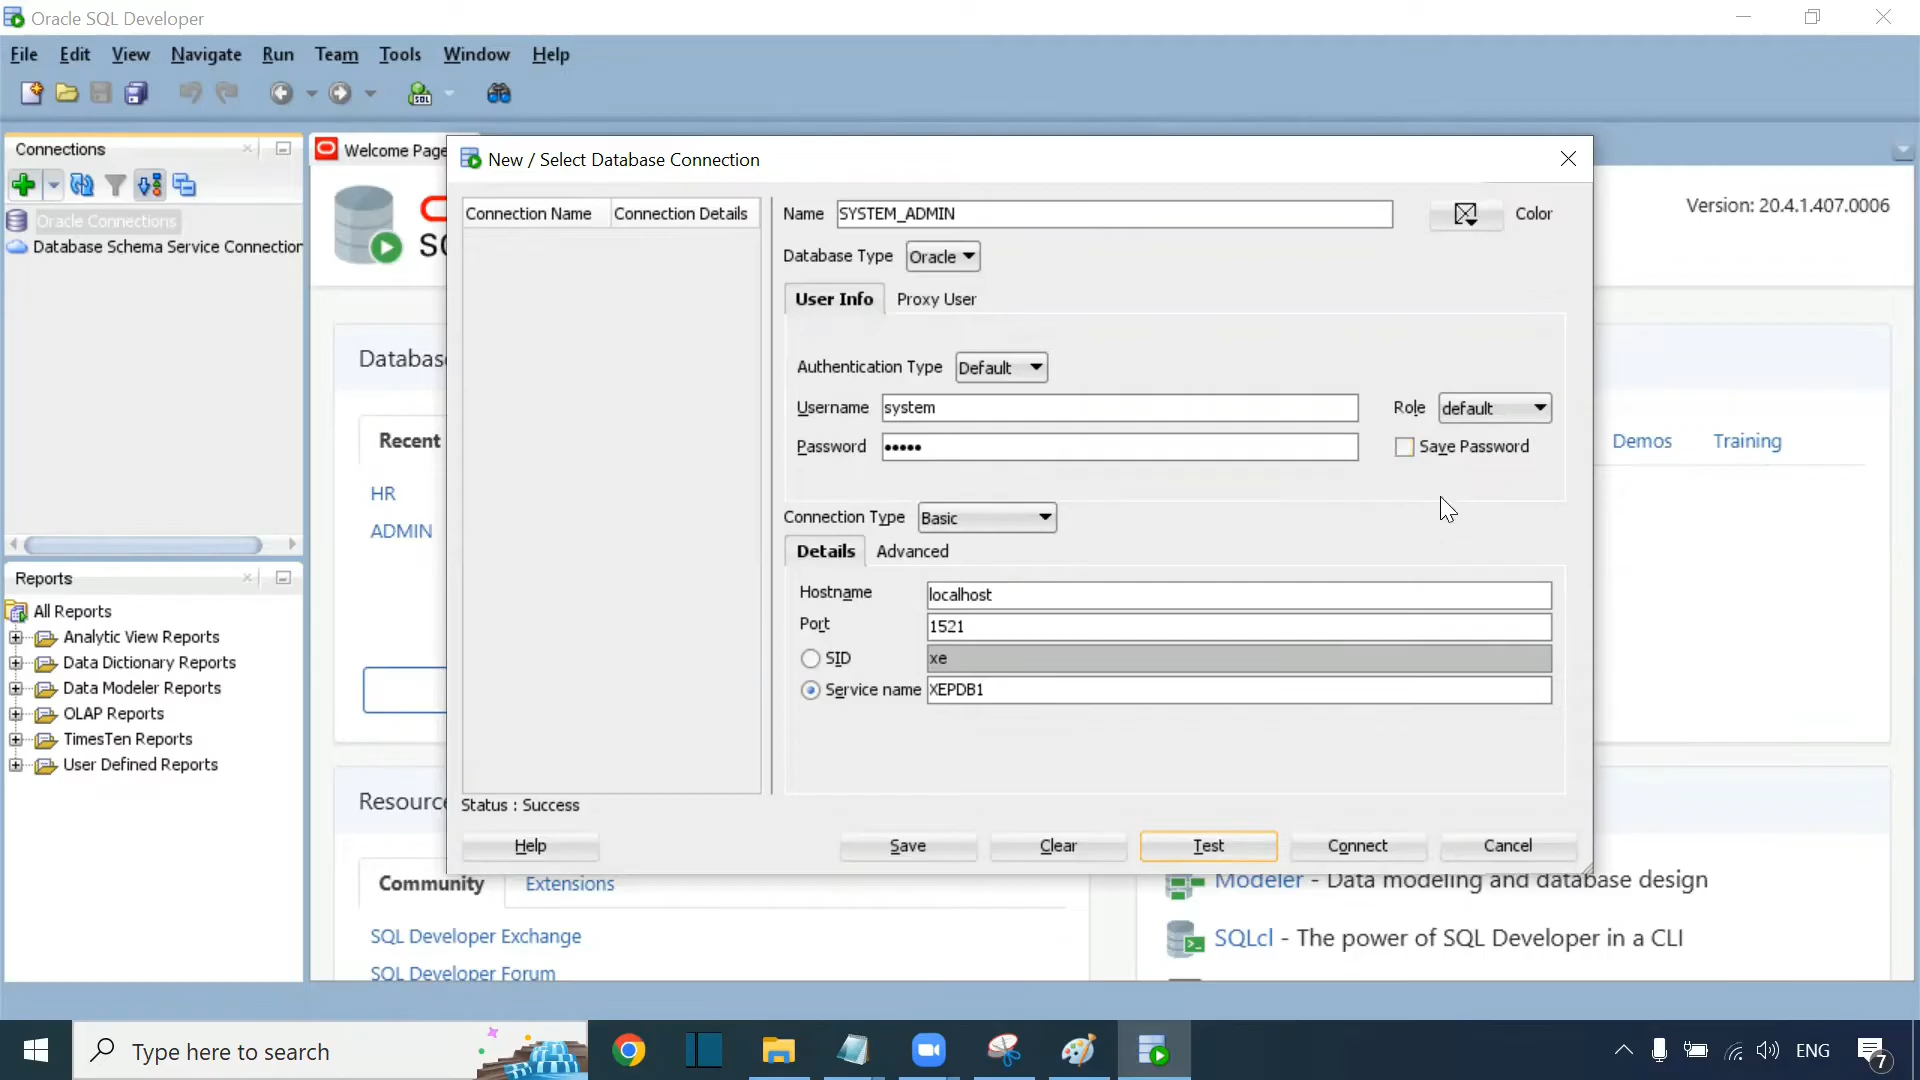 Oracle SQL Developer
File Edit View Navigate Run Team Tools Window Help
Connections
Oracle Connections
Database Schema Service Connection
Welcome Page
Version: 20.4.1.407.0006
Recent
HR
ADMIN
Demos Training
New / Select Database Connection
Connection Name Connection Details
Name SYSTEM_ADMIN Color
Database Type Oracle
User Info Proxy User
Authentication Type Default
Username system Role default
Password ••••• Save Password
Connection Type Basic
Details Advanced
Hostname localhost
Port 1521
SID xe
Service name XEPDB1
Status : Success
Help Save Clear Test Connect Cancel
Reports
All Reports
Analytic View Reports
Data Dictionary Reports
Data Modeler Reports
OLAP Reports
TimesTen Reports
User Defined Reports
Community Extensions
SQL Developer Exchange
SQL Developer Forum
Modeler - Data modeling and database design
SQLcl - The power of SQL Developer in a CLI
Type here to search
ENG
7